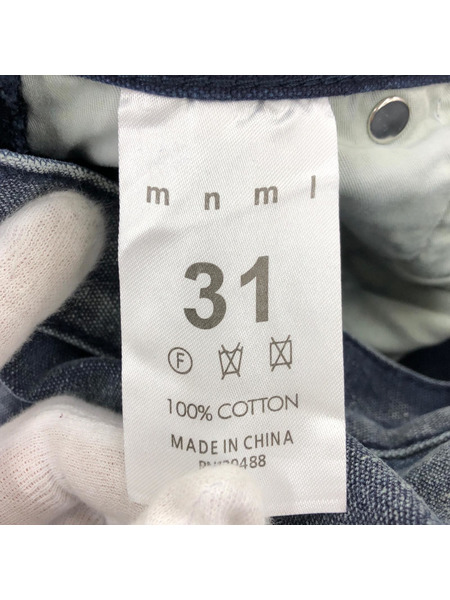 m n m l
31
F
100% COTTON
MADE IN CHINA